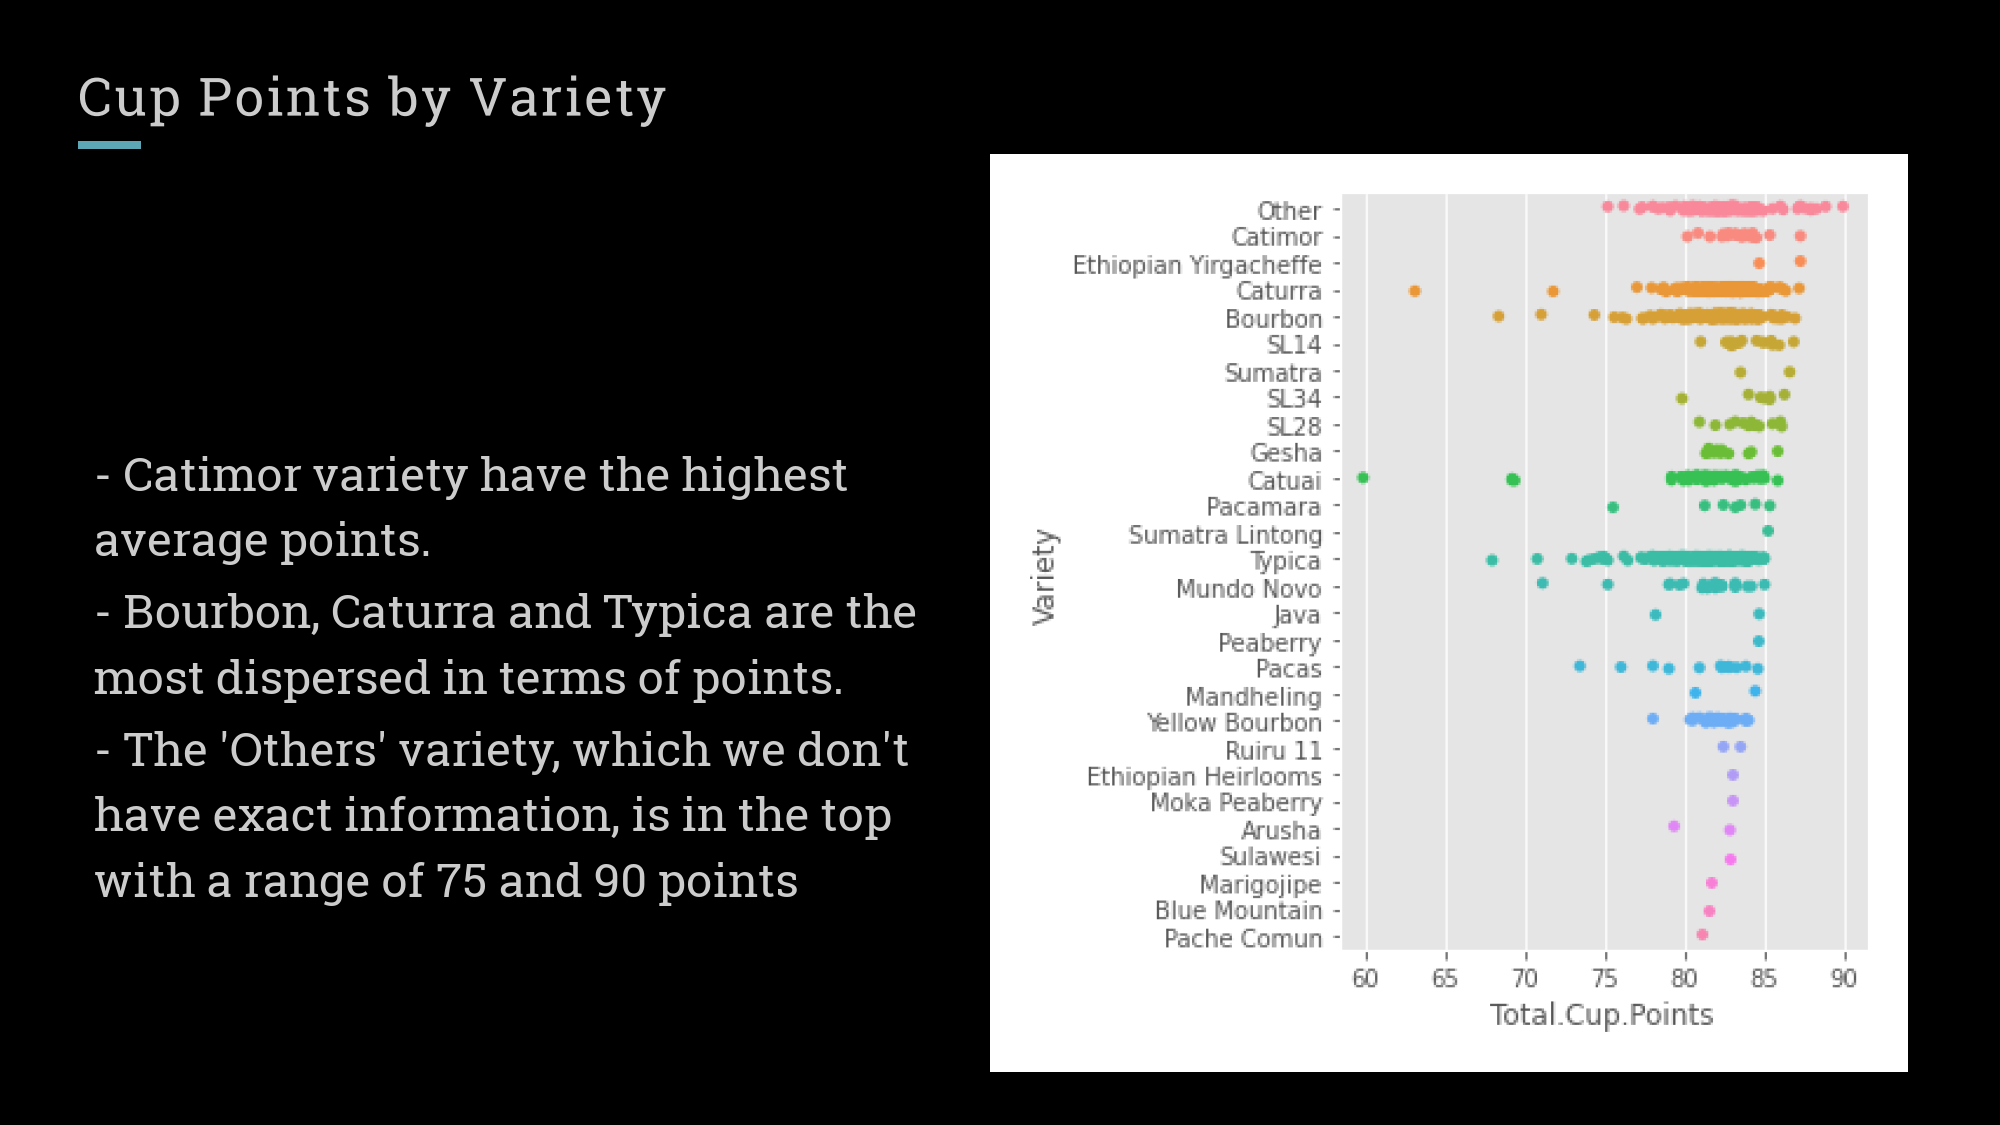 Cup Points by Variety
- Catimor variety have the highest
average points.
- Bourbon, Caturra and Typica are the
most dispersed in terms of points.
- The 'Others' variety, which we don't
have exact information, is in the top
with a range of 75 and 90 points
Variety
Other
Catimor
Ethiopian Yirgacheffe
Caturra
Bourbon
SL14
Sumatra
SL34
SL28
Gesha
Catuai
Pacamara
Sumatra Lintong
Typica
Mundo Novo
Java
Peaberry
Pacas
Mandheling
Yellow Bourbon
Ruiru 11
Ethiopian Heirlooms
Moka Peaberry
Arusha
Sulawesi
Marigojipe
Blue Mountain
Pache Comun
60 65 70 75 80 85 90
Total.Cup.Points